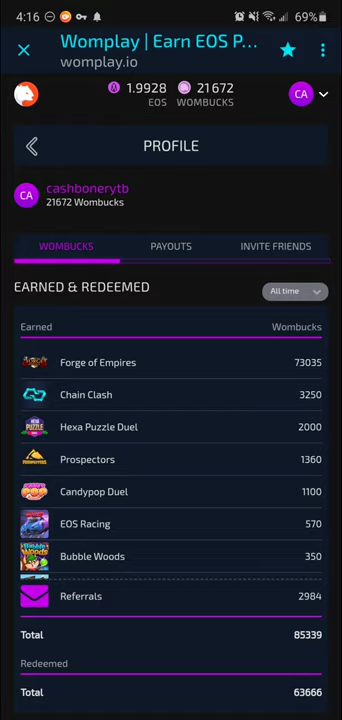 4:16
69%
Womplay | Earn EOS P...
womplay.io
1.9928
EOS
21672
WOMBUCKS
CA
PROFILE
CA
cashbonerytb
21672 Wombucks
WOMBUCKS
PAYOUTS
INVITE FRIENDS
EARNED & REDEEMED
All time
Earned Wombucks
Forge of Empires 73035
Chain Clash 3250
Hexa Puzzle Duel 2000
Prospectors 1360
Candypop Duel 1100
EOS Racing 570
Bubble Woods 350
Referrals 2984
Total 85339
Redeemed
Total 63666